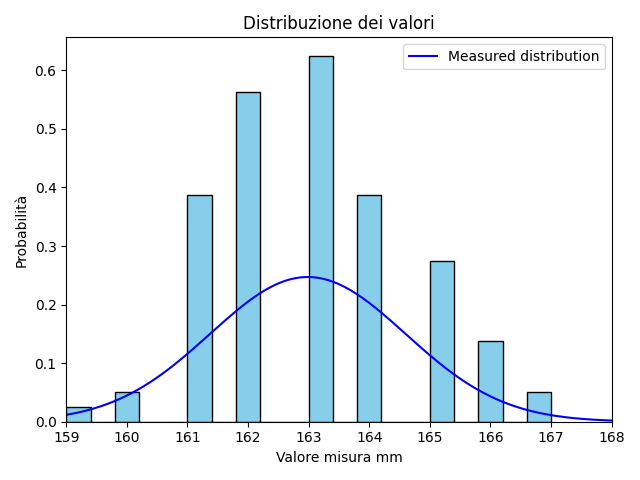 Distribuzione dei valori
Measured distribution
Probabilità
0.6
0.5
0.4
0.3
0.2
0.1
0.0
159 160 161 162 163 164 165 166 167 168
Valore misura mm